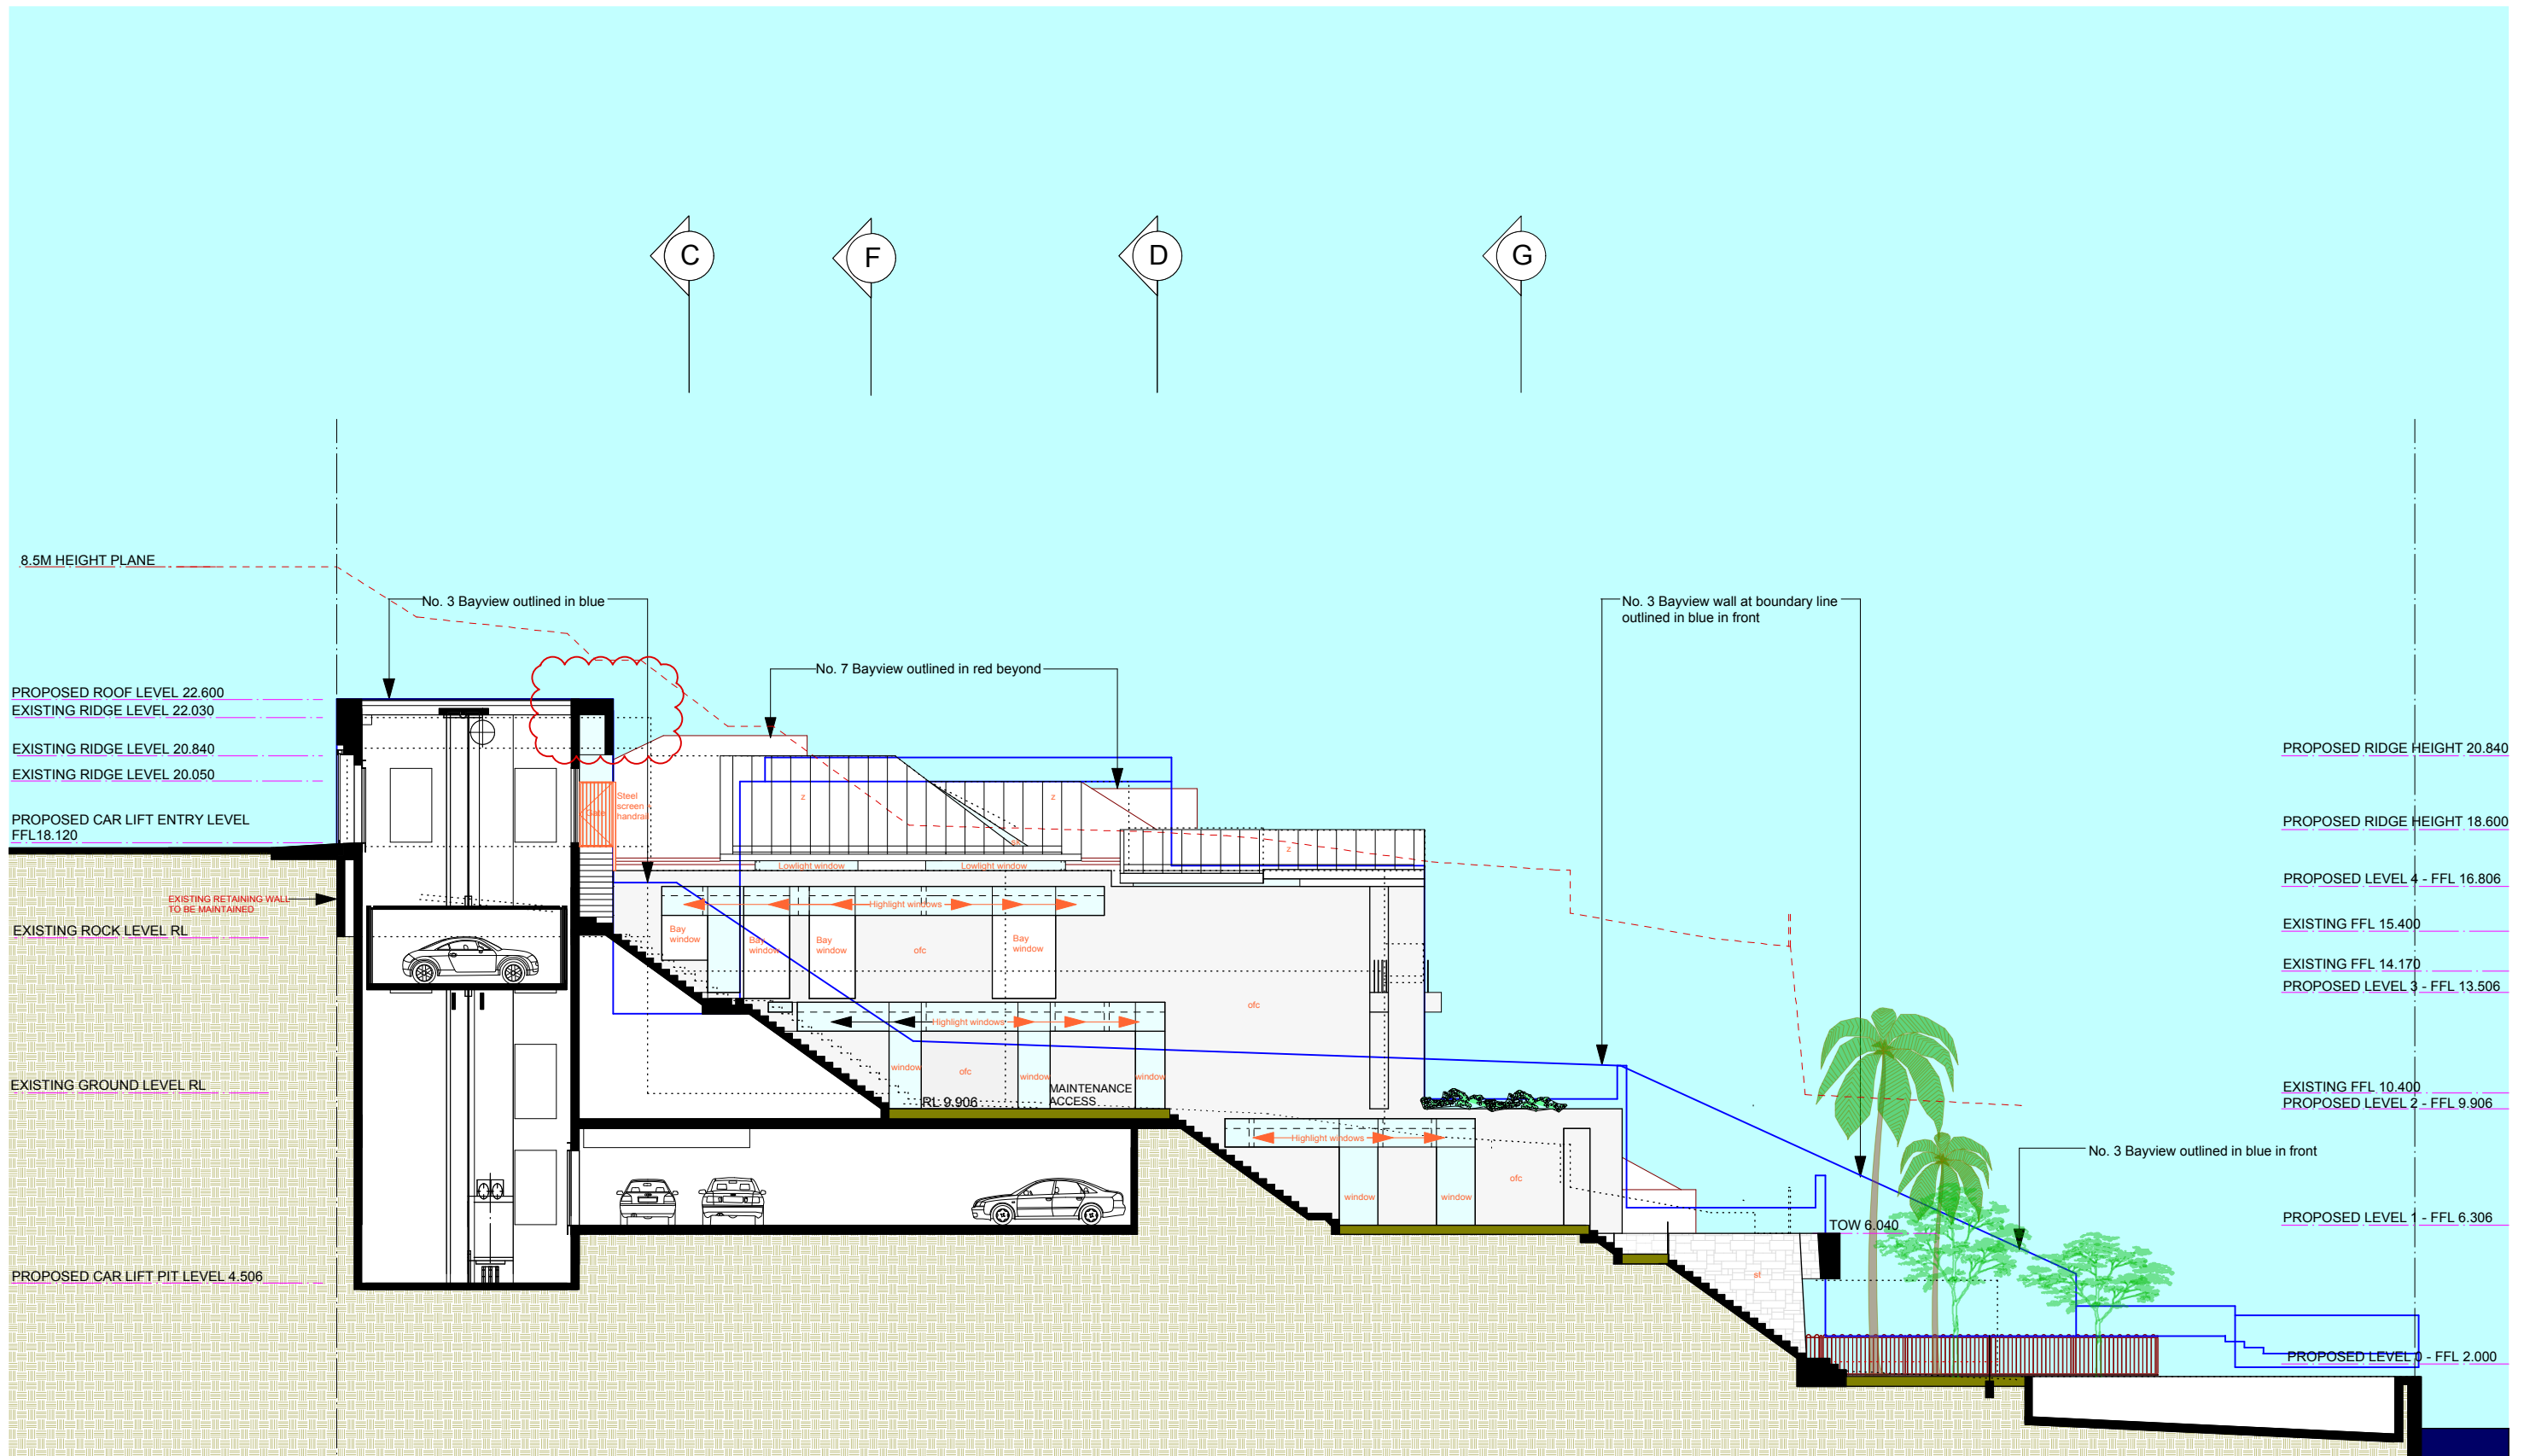 C
F
D
G
8.5M HEIGHT PLANE
No. 3 Bayview outlined in blue
No. 3 Bayview wall at boundary line
outlined in blue in front
No. 7 Bayview outlined in red beyond
PROPOSED ROOF LEVEL 22.600
EXISTING RIDGE LEVEL 22.030
EXISTING RIDGE LEVEL 20.840
EXISTING RIDGE LEVEL 20.050
PROPOSED CAR LIFT ENTRY LEVEL
FFL18.120
EXISTING RETAINING WALL
TO BE MAINTAINED
EXISTING ROCK LEVEL RL
EXISTING GROUND LEVEL RL
PROPOSED CAR LIFT PIT LEVEL 4.506
Gate
Steel
screen +
handrail
z
z
z
Lowlight window
Lowlight window
Highlight windows
Bay
window
Bay
window
Bay
window
ofc
Bay
window
ofc
Highlight windows
window
ofc
window
window
RL 9.906
MAINTENANCE
ACCESS
Highlight windows
window
window
ofc
TOW 6.040
st
No. 3 Bayview outlined in blue in front
PROPOSED RIDGE HEIGHT 20.840
PROPOSED RIDGE HEIGHT 18.600
PROPOSED LEVEL 4 - FFL 16.806
EXISTING FFL 15.400
EXISTING FFL 14.170
PROPOSED LEVEL 3 - FFL 13.506
EXISTING FFL 10.400
PROPOSED LEVEL 2 - FFL 9.906
PROPOSED LEVEL 1 - FFL 6.306
PROPOSED LEVEL 0 - FFL 2.000